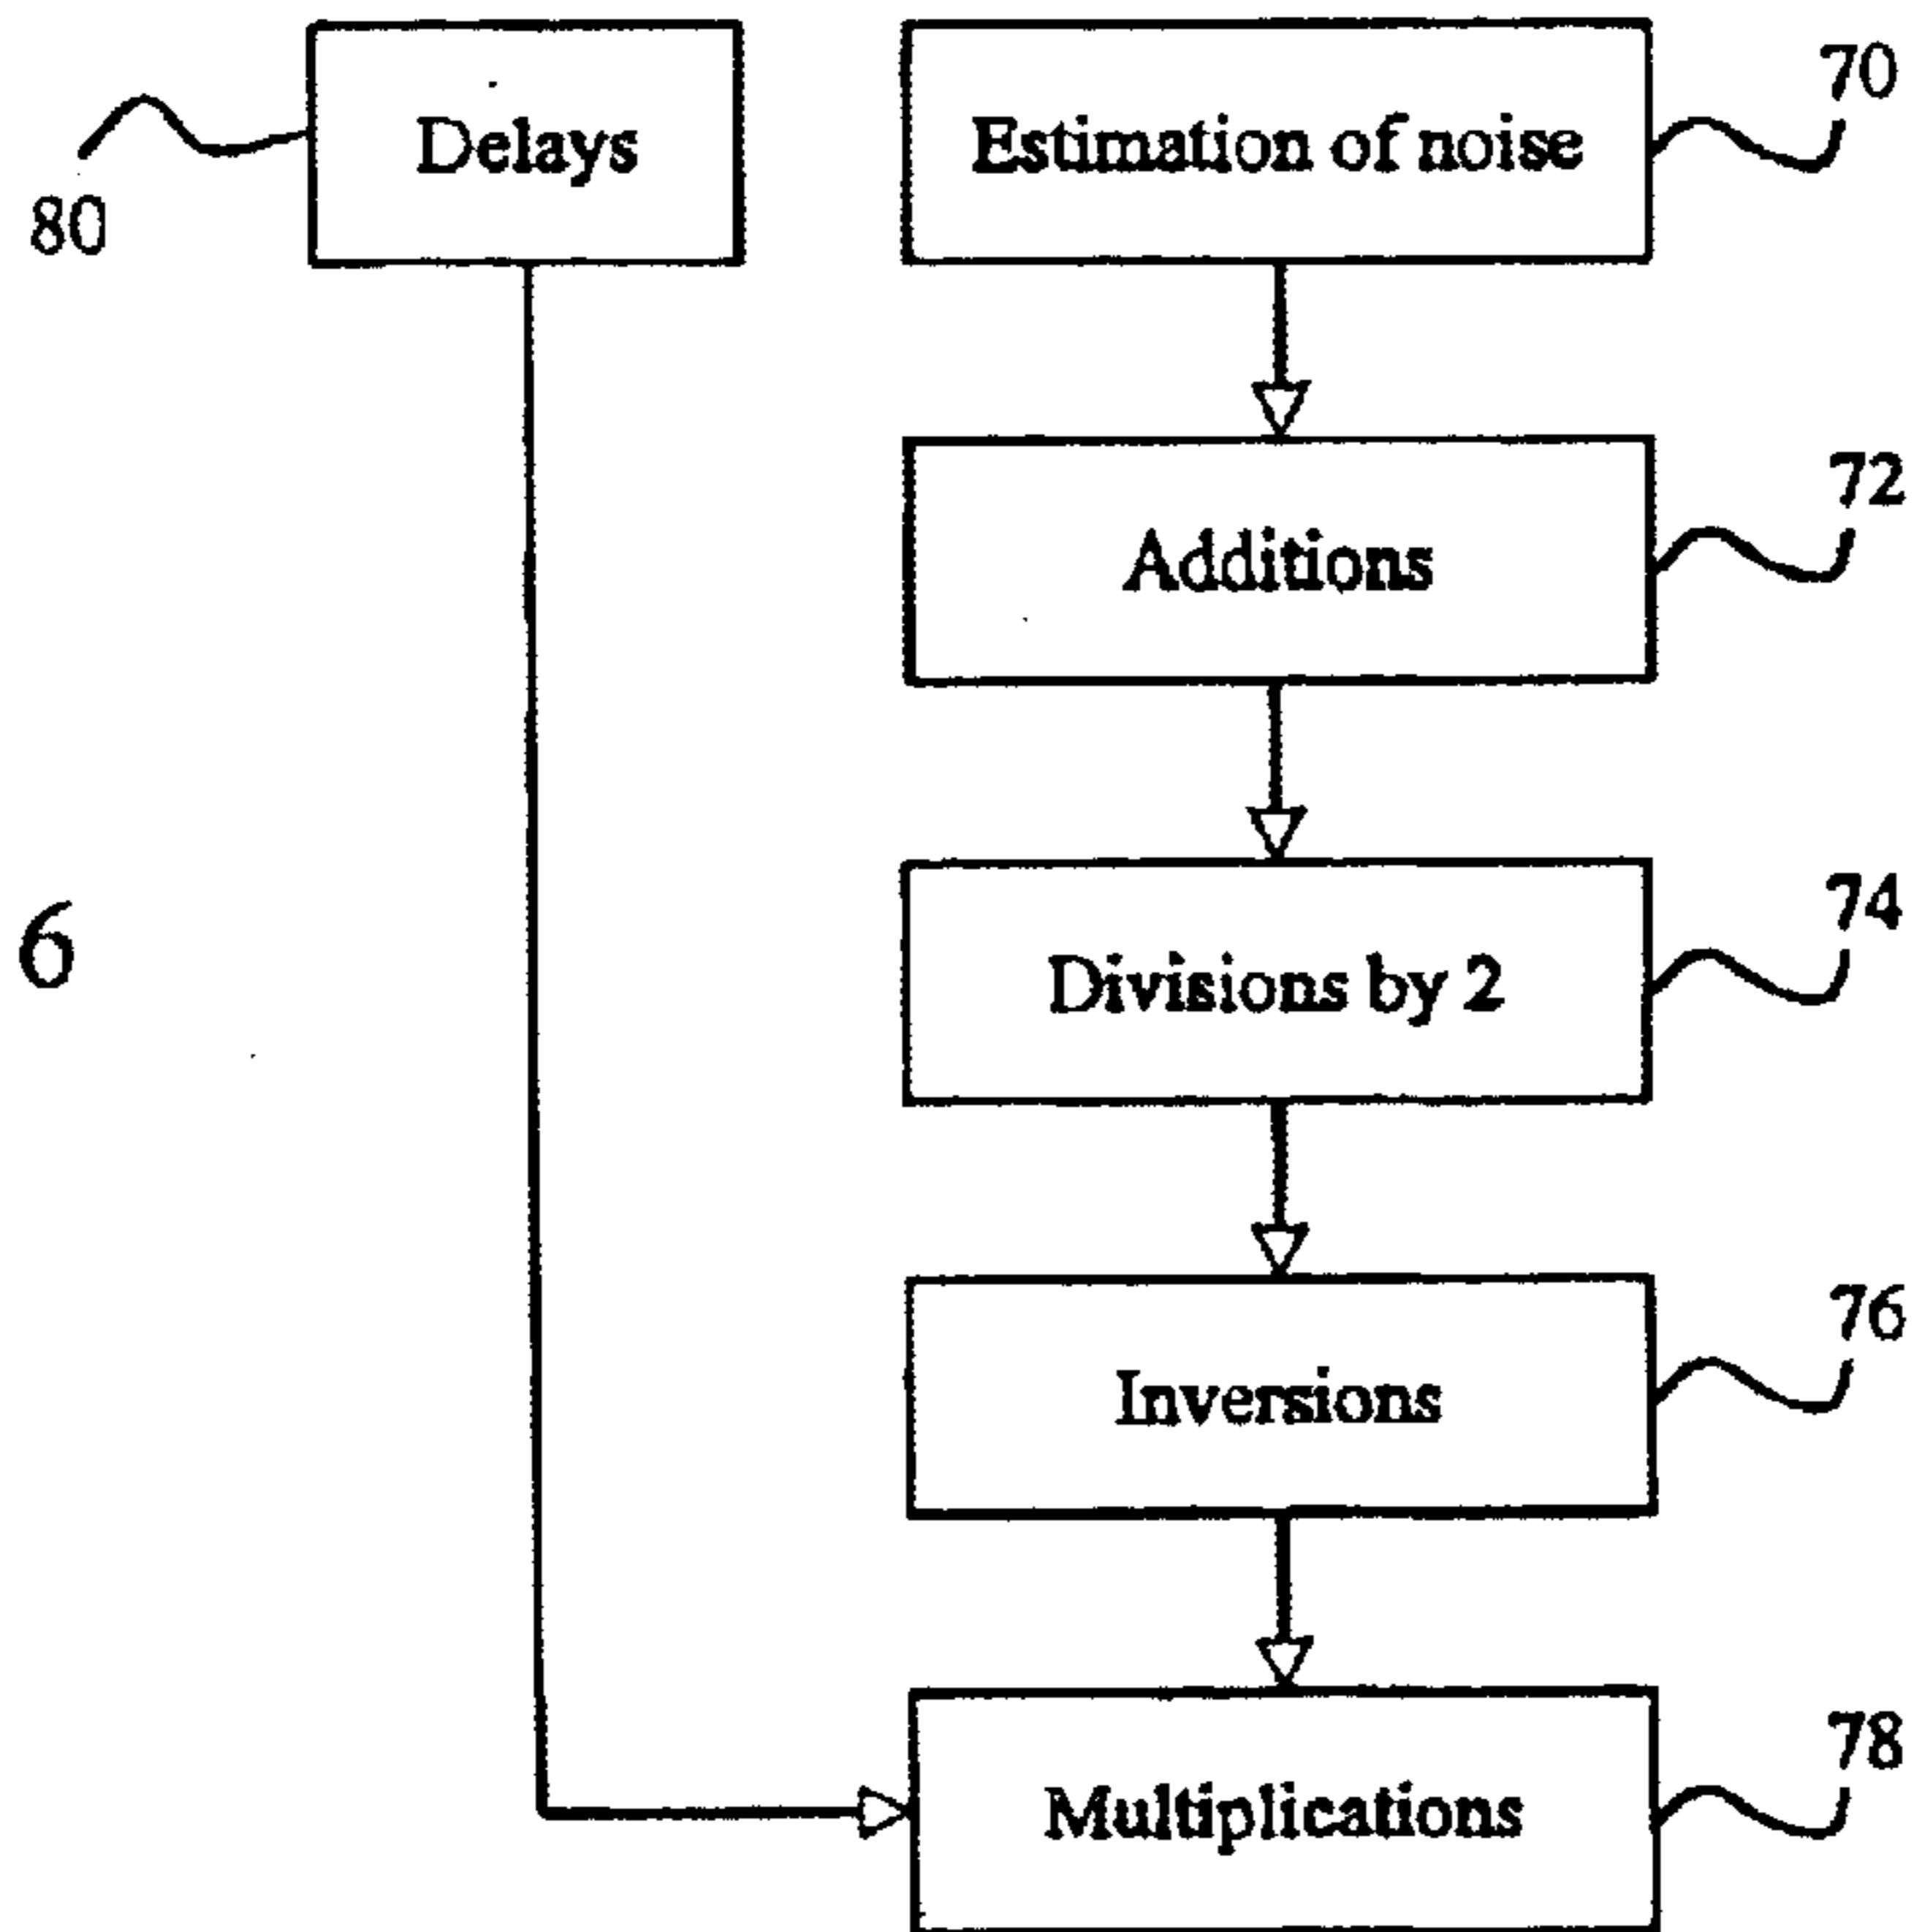 Delays
Estimation of noise
70
80
Additions
72
6
Divisions by 2
74
Inversions
76
Multiplications
78